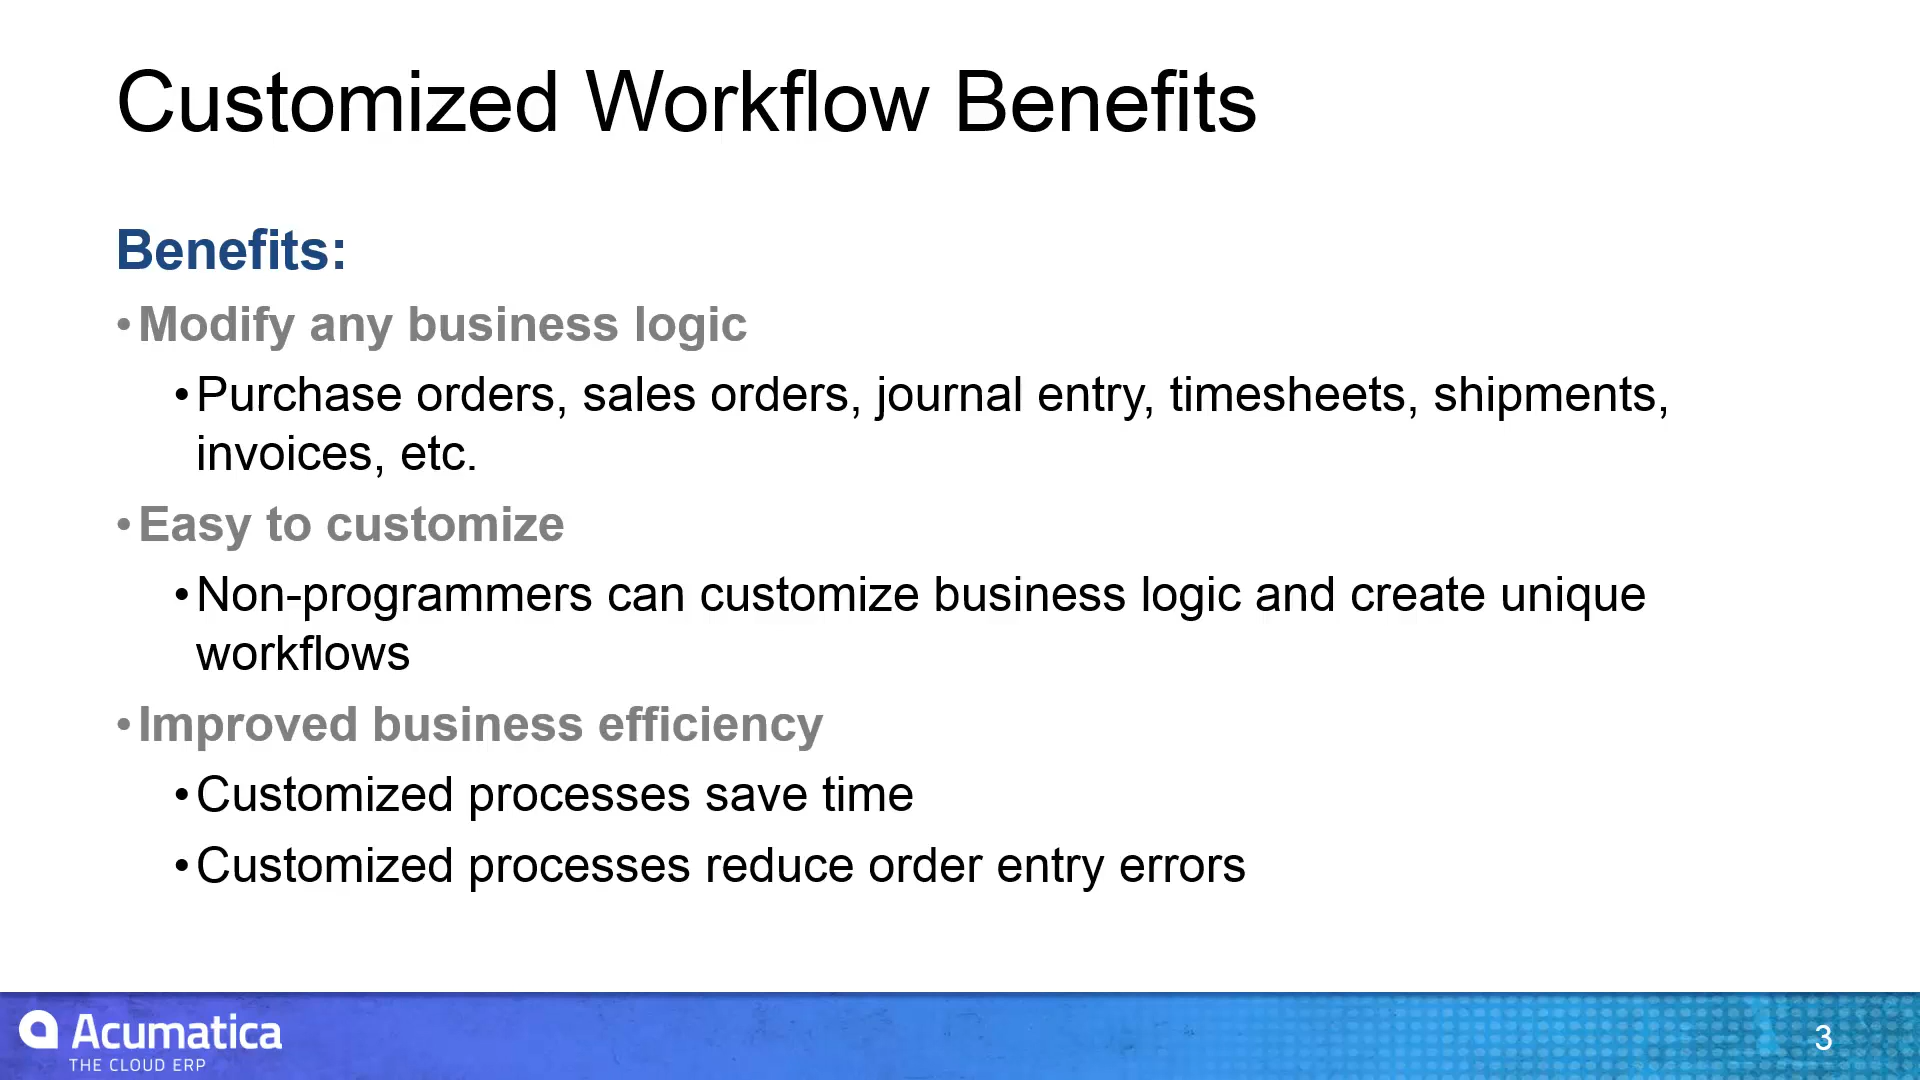 Customized Workflow Benefits
Benefits:
•Modify any business logic
•Purchase orders, sales orders, journal entry, timesheets, shipments,
invoices, etc.
•Easy to customize
•Non-programmers can customize business logic and create unique
workflows
•Improved business efficiency
•Customized processes save time
•Customized processes reduce order entry errors
Acumatica
THE CLOUD ERP
3